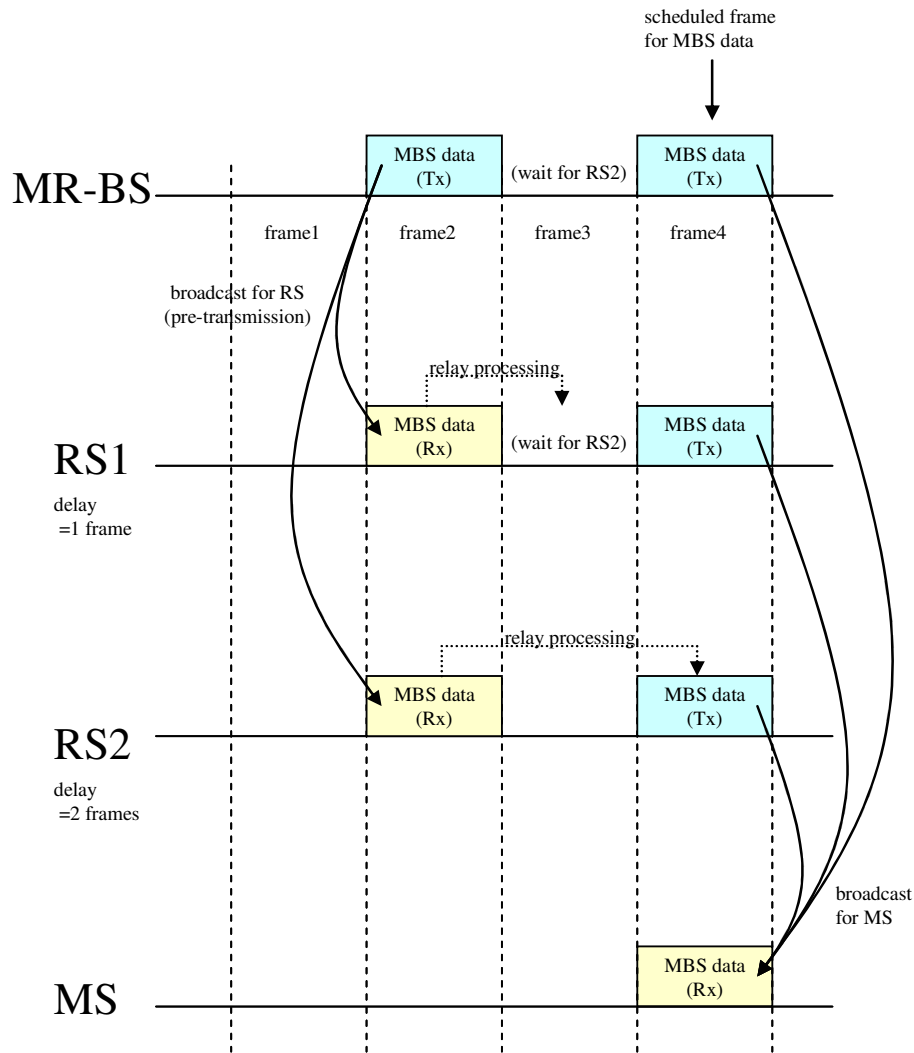 scheduled frame
for MBS data
MR-BS
MBS data
(Tx)
(wait for RS2)
MBS data
(Tx)
frame1
frame2
frame3
frame4
broadcast for RS
(pre-transmission)
relay processing
RS1
MBS data
(Rx)
(wait for RS2)
MBS data
(Tx)
delay
=1 frame
relay processing
RS2
MBS data
(Rx)
MBS data
(Tx)
delay
=2 frames
broadcast
for MS
MS
MBS data
(Rx)